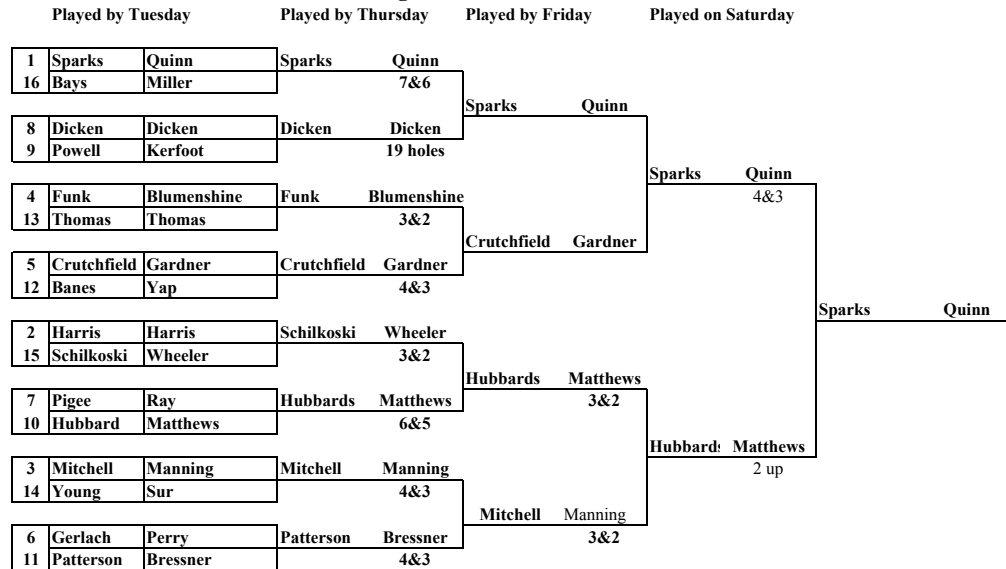 Played by Tuesday Played by Thursday Played by Friday Played on Saturday
1 Sparks Quinn Sparks Quinn
16 Bays Miller 7&6
Sparks Quinn
8 Dicken Dicken Dicken Dicken
9 Powell Kerfoot 19 holes
Sparks Quinn
4 Funk Blumenshine Funk Blumenshine 4&3
13 Thomas Thomas 3&2
Crutchfield Gardner
5 Crutchfield Gardner Crutchfield Gardner
12 Banes Yap 4&3
Sparks Quinn
2 Harris Harris Schilkoski Wheeler
15 Schilkoski Wheeler 3&2
Hubbards Matthews
7 Pigee Ray Hubbards Matthews 3&2
10 Hubbard Matthews 6&5
Hubbards Matthews
3 Mitchell Manning Mitchell Manning 2 up
14 Young Sur 4&3
Mitchell Manning
6 Gerlach Perry Patterson Bressner 3&2
11 Patterson Bressner 4&3